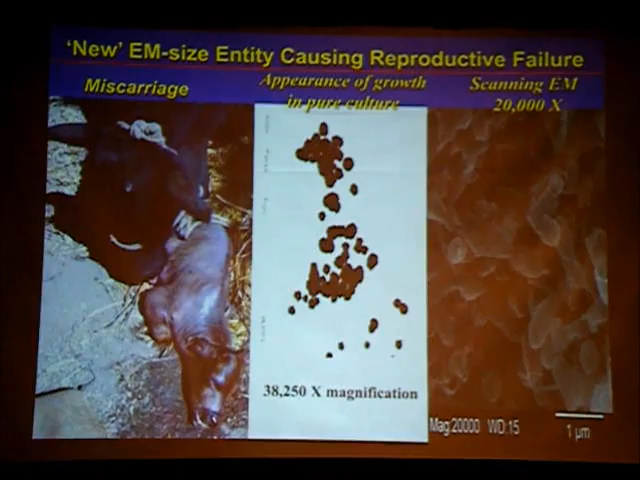 'New' EM-size Entity Causing Reproductive Failure
Miscarriage
Appearance of growth
in pure culture
Scanning EM
20,000 X
38,250 X magnification
Mag:20000 WD:15
1 µm